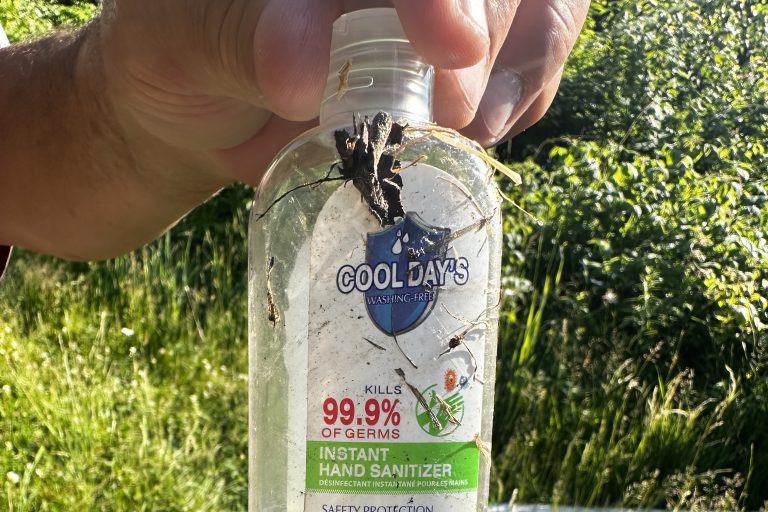 COOL DAY'S
WASHING-FREE
KILLS
99.9%
OF GERMS
INSTANT
HAND SANITIZER
DÉSINFECTANT INSTANTANÉ POUR LES MAINS
SAFETY PROTECTION